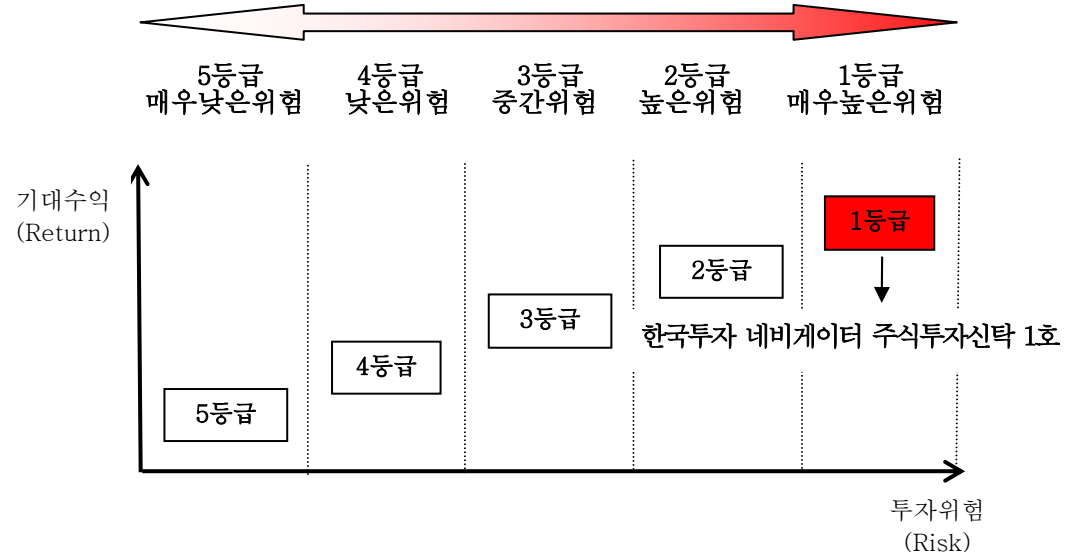 5등급 4등급 3등급 2등급 1등급
매우낮은위험 낮은위험 중간위험 높은위험 매우높은위험
기대수익
(Return)
1등급
2등급
3등급
한국투자 네비게이터 주식투자신탁 1호
4등급
5등급
투자위험
(Risk)